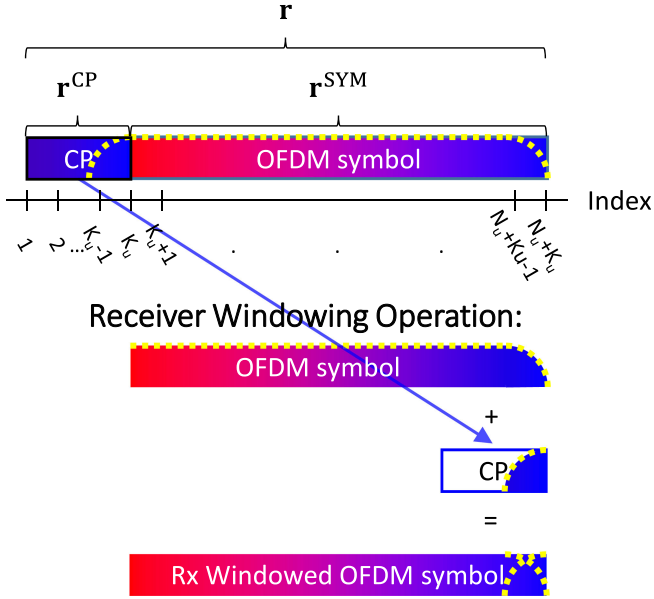 r
r^CP r^SYM
CP OFDM symbol
Index
1 2 ... K_u-1 K_u K_u+1 . . . N_u+Ku-1 N_u+K_u
Receiver Windowing Operation:
OFDM symbol
+
CP
=
Rx Windowed OFDM symbol